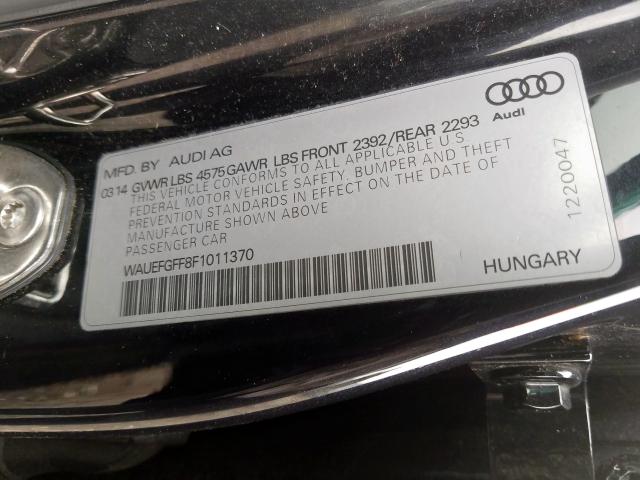 Audi
MFD. BY AUDI AG
03 14 GVWR LBS 4575 GAWR LBS FRONT 2392/REAR 2293
THIS VEHICLE CONFORMS TO ALL APPLICABLE U.S.
FEDERAL MOTOR VEHICLE SAFETY, BUMPER AND THEFT
PREVENTION STANDARDS IN EFFECT ON THE DATE OF
MANUFACTURE SHOWN ABOVE
PASSENGER CAR
WAUEFGFF8F1011370
HUNGARY
1220047